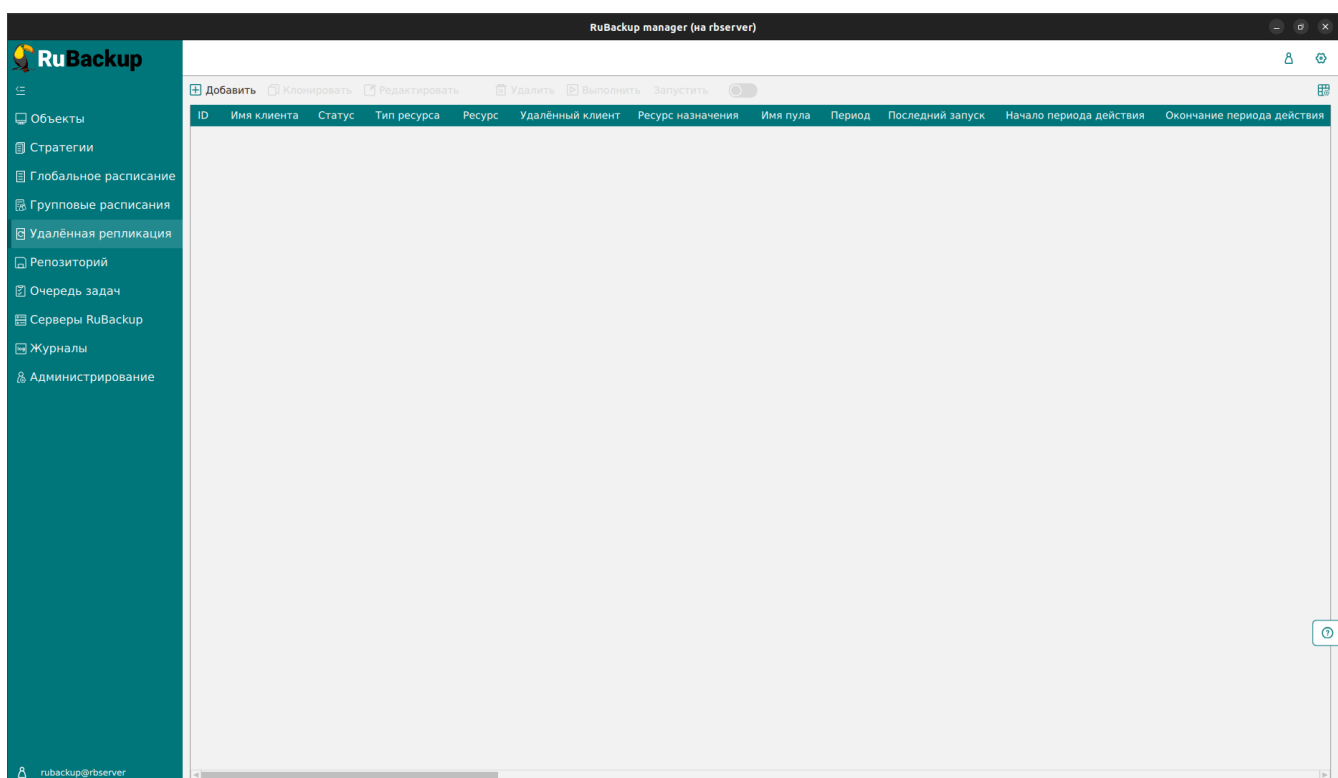 RuBackup manager (на rbserver)
RuBackup
Добавить Клонировать Редактировать Удалить Выполнить Запустить
ID Имя клиента Статус Тип ресурса Ресурс Удалённый клиент Ресурс назначения Имя пула Период Последний запуск Начало периода действия Окончание периода действия
Объекты
Стратегии
Глобальное расписание
Групповые расписания
Удалённая репликация
Репозиторий
Очередь задач
Серверы RuBackup
Журналы
Администрирование
rubackup@rbserver